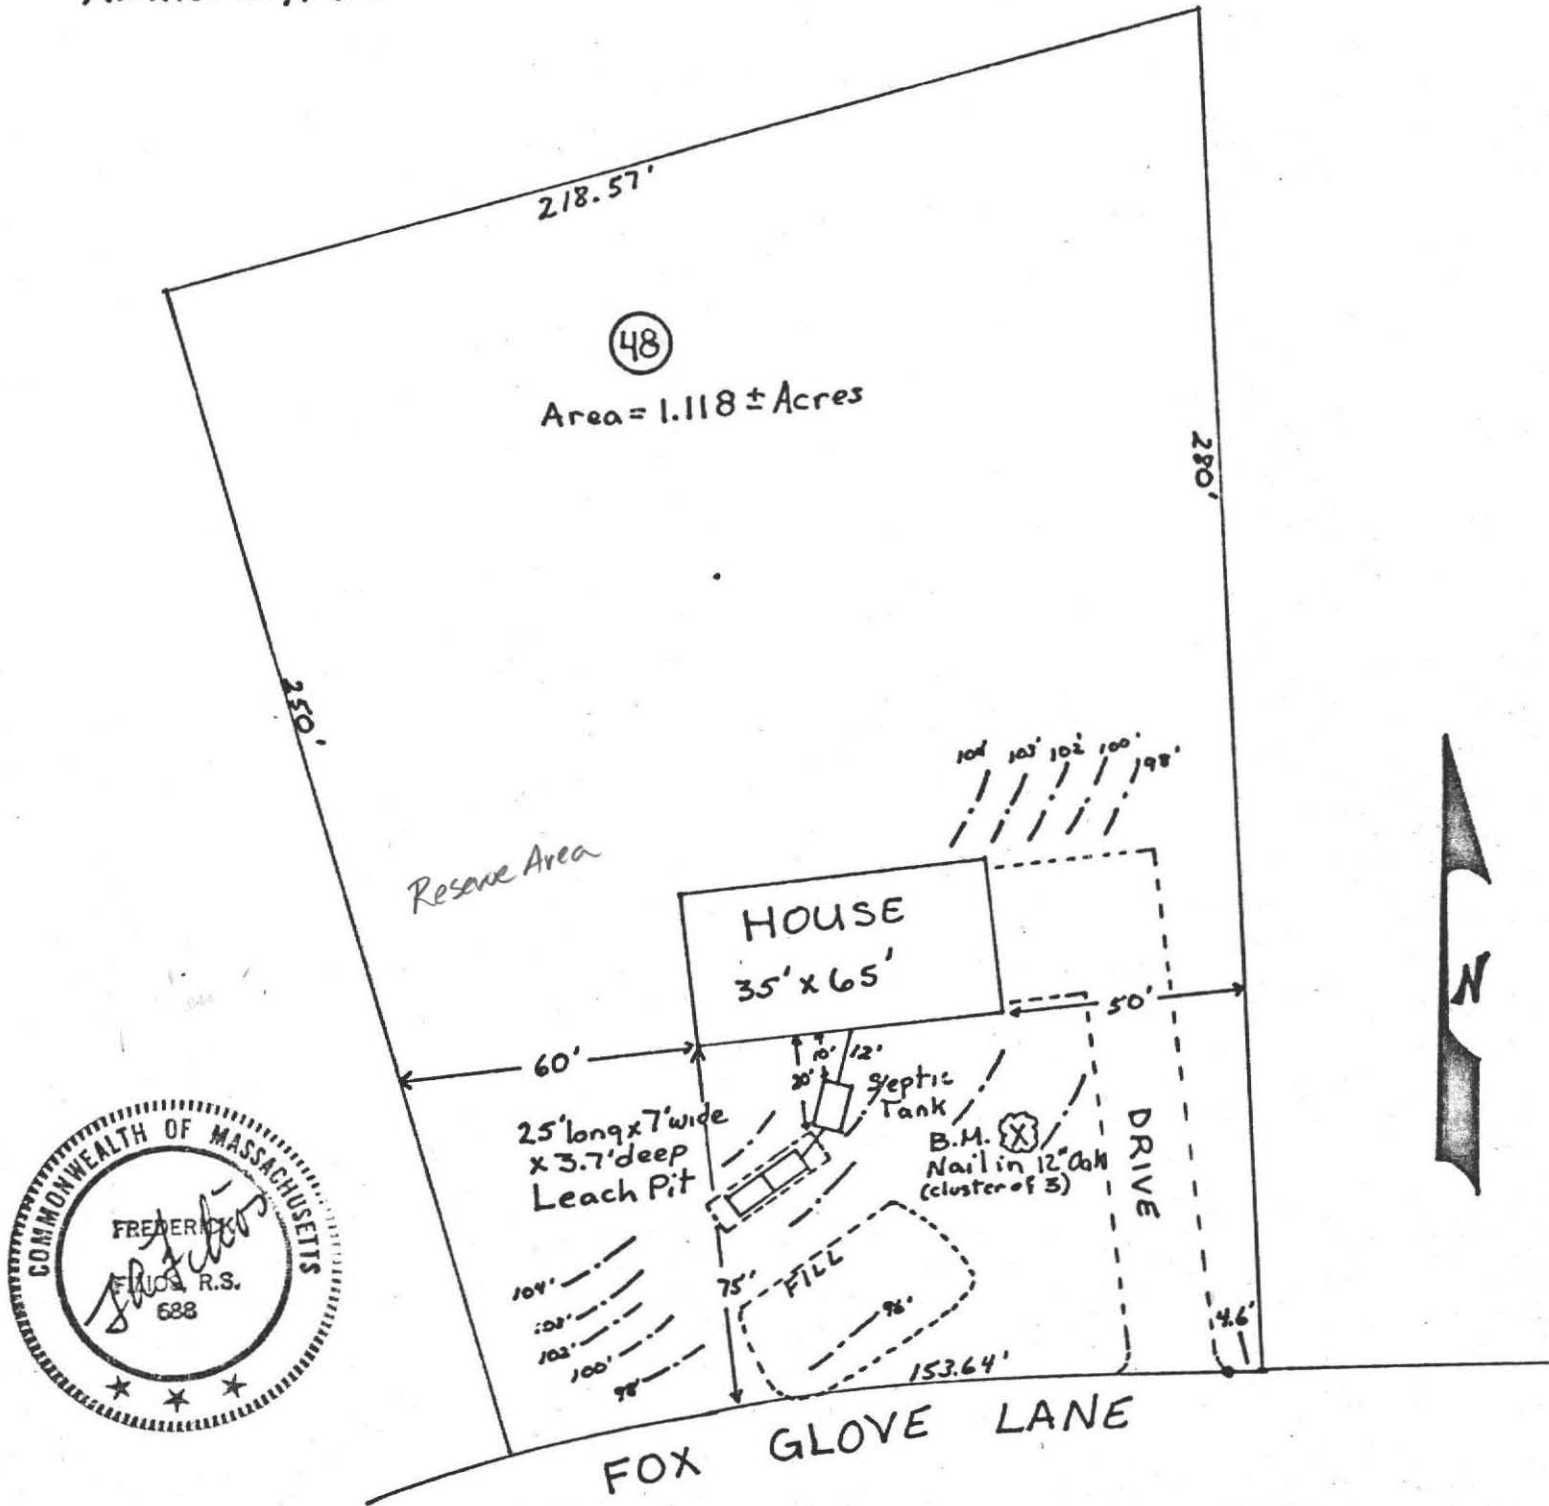 218.57'
48
Area = 1.118 ± Acres
280'
250'
104' 103' 102' 100' 98'
Reserve Area
HOUSE
35' x 65'
50'
60'
10' 12'
20'
Septic
Tank
25' long x 7' wide
x 3.7' deep
Leach Pit
B.M. X
Nail in 12" Oak
(cluster of 3)
DRIVE
N
COMMONWEALTH OF MASSACHUSETTS
FREDERICK
FILIOS, R.S.
688
104'
103'
102'
100'
98'
75'
FILL
96'
4.6'
153.64'
FOX GLOVE LANE